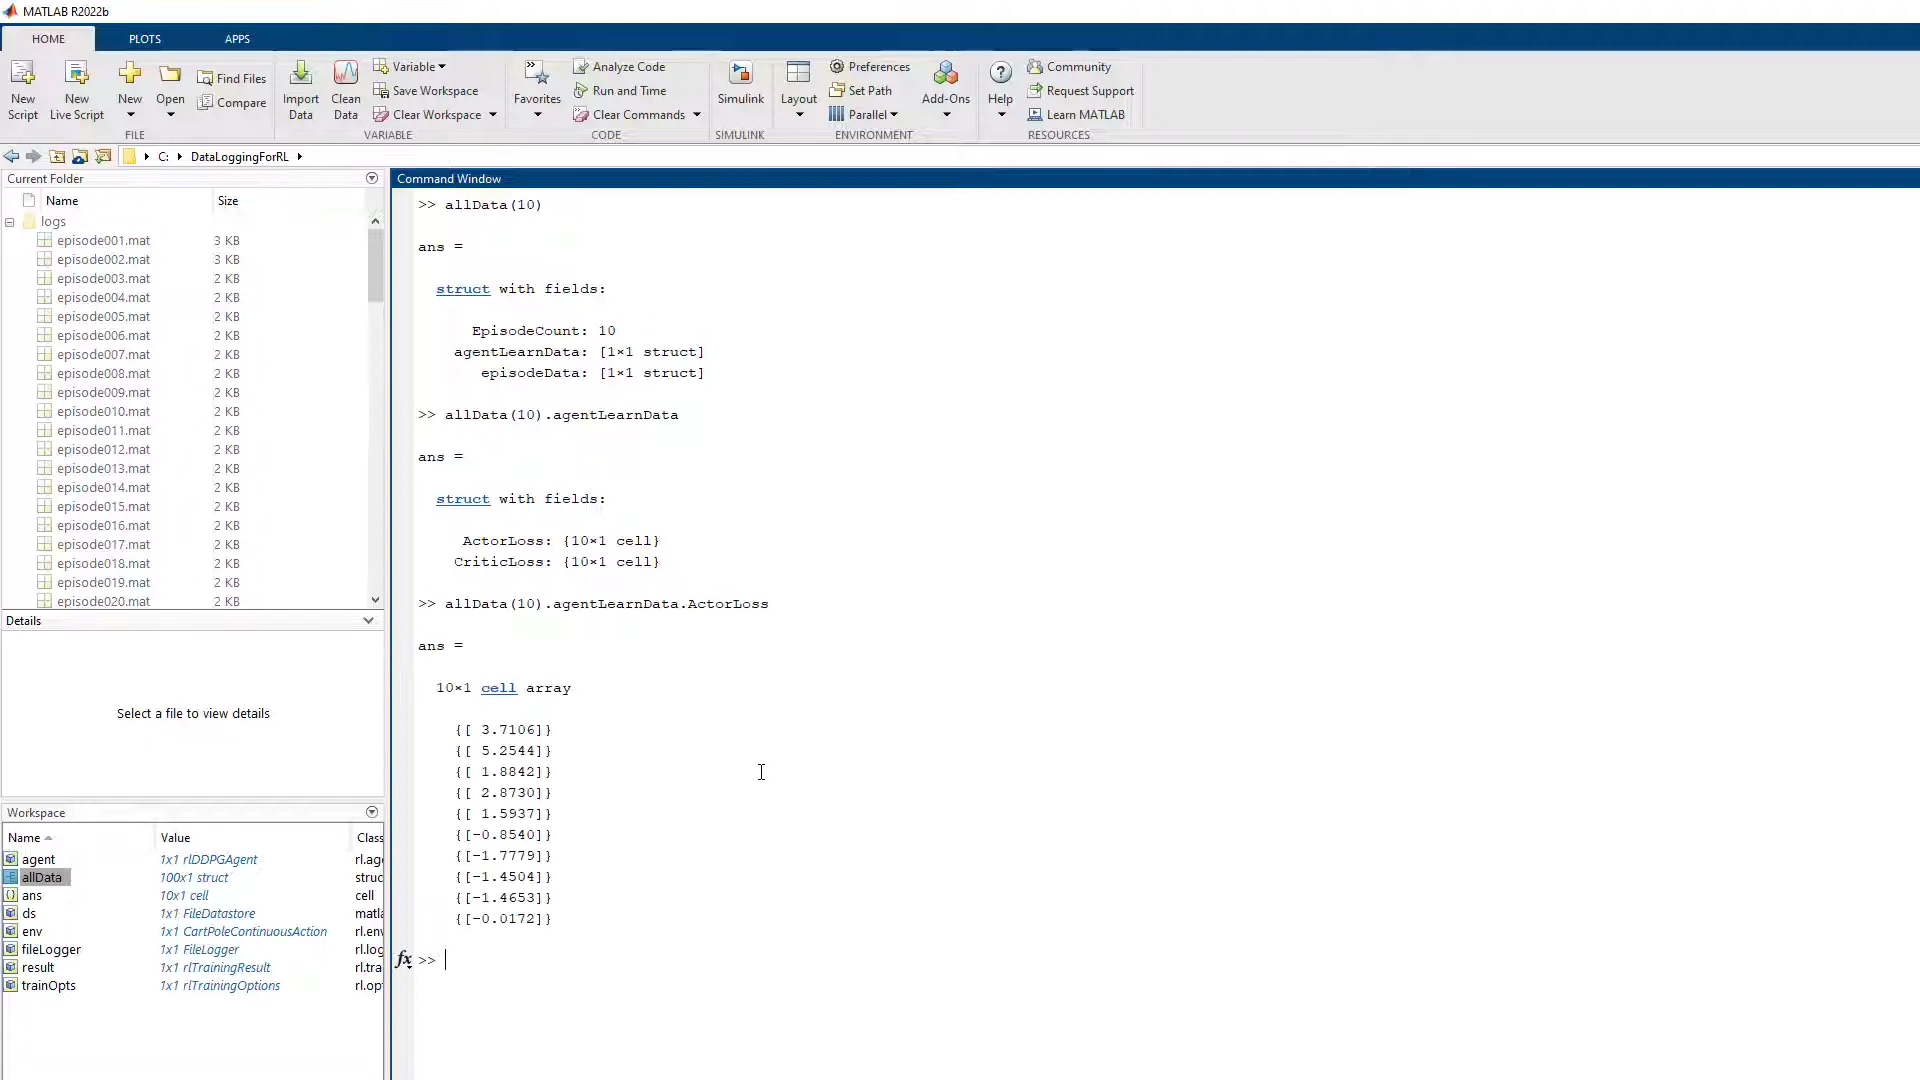 MATLAB R2022b
HOME PLOTS APPS
New Script
New Live Script
New
Open
Find Files
Compare
FILE
Import Data
Clean Data
Variable
Save Workspace
Clear Workspace
VARIABLE
Favorites
Analyze Code
Run and Time
Clear Commands
CODE
Simulink
SIMULINK
Layout
Preferences
Set Path
Parallel
Add-Ons
ENVIRONMENT
Help
Community
Request Support
Learn MATLAB
RESOURCES
C: DataLoggingForRL
Current Folder
Name Size
logs
episode001.mat 3 KB
episode002.mat 3 KB
episode003.mat 2 KB
episode004.mat 2 KB
episode005.mat 2 KB
episode006.mat 2 KB
episode007.mat 2 KB
episode008.mat 2 KB
episode009.mat 2 KB
episode010.mat 2 KB
episode011.mat 2 KB
episode012.mat 2 KB
episode013.mat 2 KB
episode014.mat 2 KB
episode015.mat 2 KB
episode016.mat 2 KB
episode017.mat 2 KB
episode018.mat 2 KB
episode019.mat 2 KB
episode020.mat 2 KB
Details
Select a file to view details
Workspace
Name Value Class
agent 1x1 rlDDPGAgent rl.age
allData 100x1 struct struc
ans 10x1 cell cell
ds 1x1 FileDatastore matla
env 1x1 CartPoleContinuousAction rl.env
fileLogger 1x1 FileLogger rl.log
result 1x1 rlTrainingResult rl.tra
trainOpts 1x1 rlTrainingOptions rl.opt
Command Window
>> allData(10)
ans =
struct with fields:
EpisodeCount: 10
agentLearnData: [1×1 struct]
episodeData: [1×1 struct]
>> allData(10).agentLearnData
ans =
struct with fields:
ActorLoss: {10×1 cell}
CriticLoss: {10×1 cell}
>> allData(10).agentLearnData.ActorLoss
ans =
10×1 cell array
{[ 3.7106]}
{[ 5.2544]}
{[ 1.8842]}
{[ 2.8730]}
{[ 1.5937]}
{[-0.8540]}
{[-1.7779]}
{[-1.4504]}
{[-1.4653]}
{[-0.0172]}
fx >>